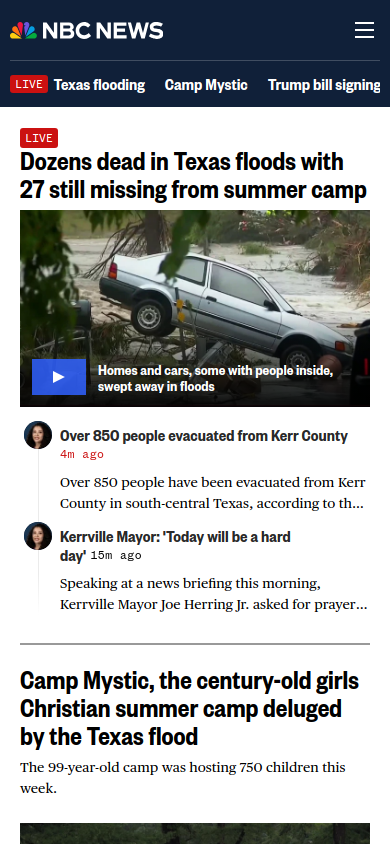 NBC NEWS
LIVE Texas flooding Camp Mystic Trump bill signing
LIVE
Dozens dead in Texas floods with
27 still missing from summer camp
Homes and cars, some with people inside,
swept away in floods
Over 850 people evacuated from Kerr County
4m ago
Over 850 people have been evacuated from Kerr
County in south-central Texas, according to th...
Kerrville Mayor: 'Today will be a hard
day' 15m ago
Speaking at a news briefing this morning,
Kerrville Mayor Joe Herring Jr. asked for prayer...
Camp Mystic, the century-old girls
Christian summer camp deluged
by the Texas flood
The 99-year-old camp was hosting 750 children this
week.